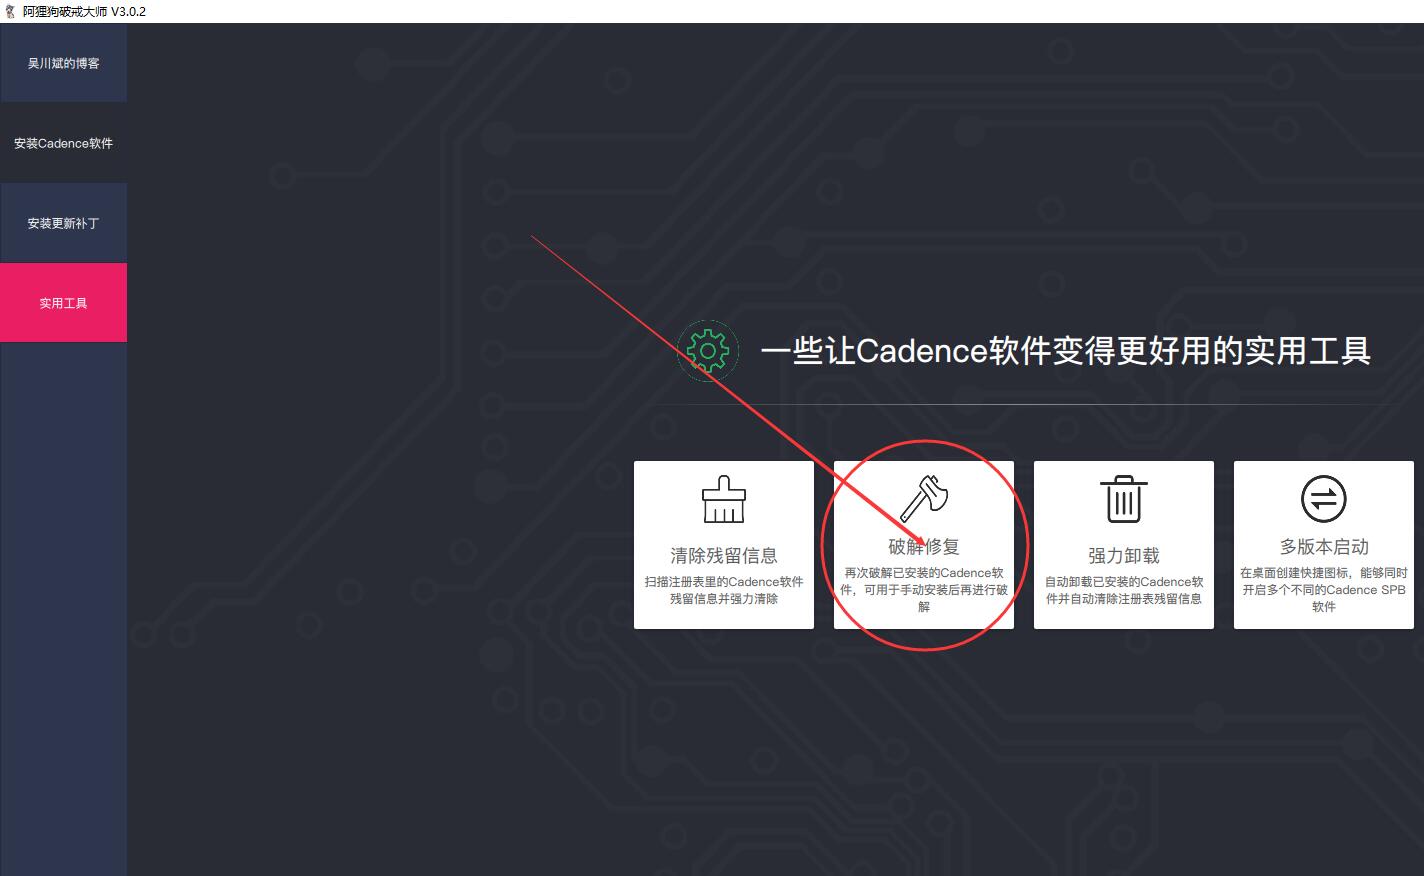 阿狸狗破戒大师 V3.0.2
吴川斌的博客
安装Cadence软件
安装更新补丁
实用工具
一些让Cadence软件变得更好用的实用工具
清除残留信息
扫描注册表里的Cadence软件
残留信息并强力清除
破解修复
再次破解已安装的Cadence软
件，可用于手动安装后再进行破
解
强力卸载
自动卸载已安装的Cadence软
件并自动清除注册表残留信息
多版本启动
在桌面创建快捷图标，能够同时
开启多个不同的Cadence SPB
软件